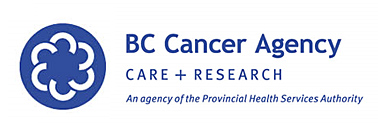 BC Cancer Agency
CARE + RESEARCH
An agency of the Provincial Health Services Authority